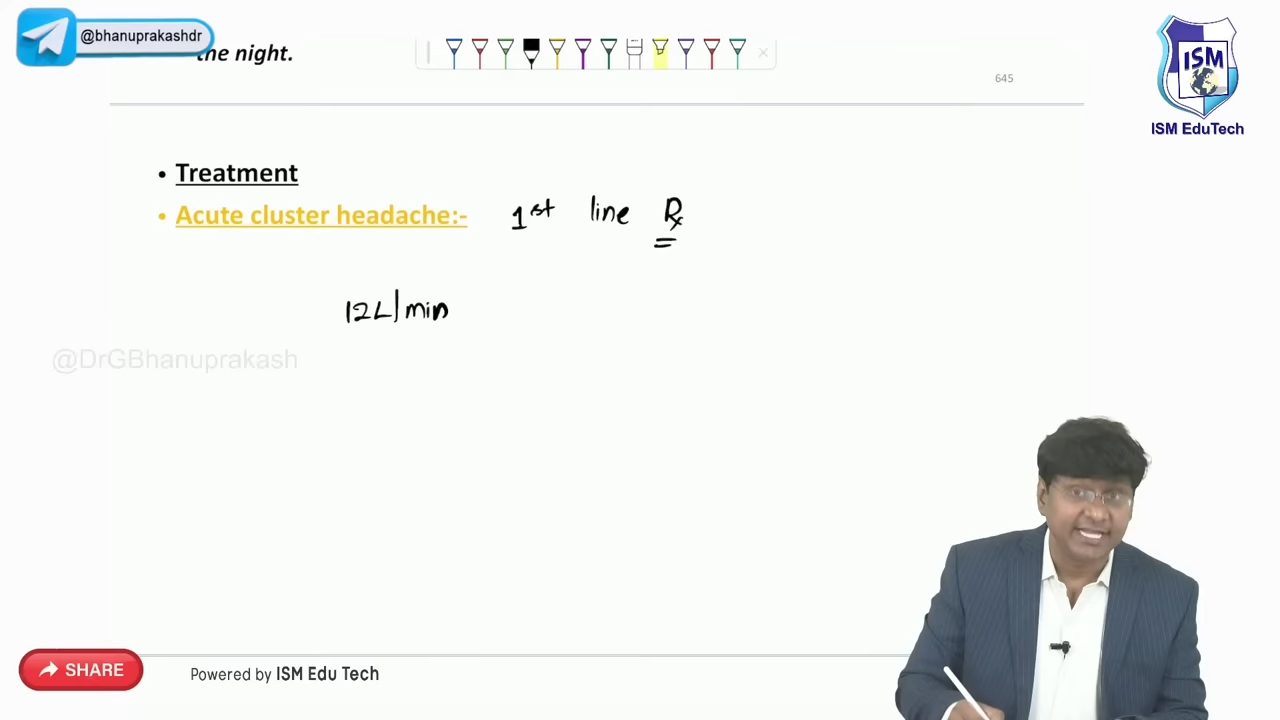 @bhanuprakashdr
the night.
645
ISM
ISM EduTech
• Treatment
• Acute cluster headache:- 1st line Rx
12L/min
@DrGBhanuprakash
SHARE
Powered by ISM Edu Tech